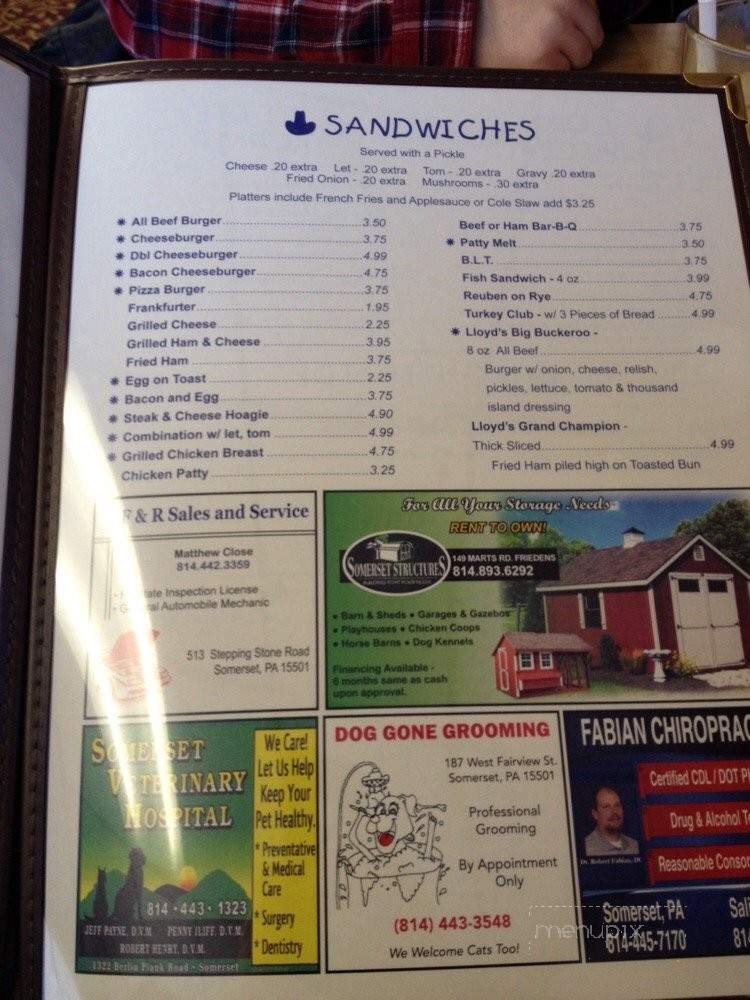 SANDWICHES
Served with a Pickle
Cheese .20 extra Let - .20 extra Tom - .20 extra Gravy .20 extra
Fried Onion - .20 extra Mushrooms - .30 extra
Platters include French Fries and Applesauce or Cole Slaw add $3.25
* All Beef Burger 3.50
* Cheeseburger 3.75
* Dbl Cheeseburger 4.99
* Bacon Cheeseburger 4.75
* Pizza Burger 3.75
Frankfurter 1.95
Grilled Cheese 2.25
Grilled Ham & Cheese 3.95
Fried Ham 3.75
* Egg on Toast 2.25
* Bacon and Egg 3.75
* Steak & Cheese Hoagie 4.90
* Combination w/ let, tom 4.99
* Grilled Chicken Breast 4.75
Chicken Patty 3.25
Beef or Ham Bar-B-Q 3.75
* Patty Melt 3.50
B.L.T. 3.75
Fish Sandwich - 4 oz 3.99
Reuben on Rye 4.75
Turkey Club - w/ 3 Pieces of Bread 4.99
* Lloyd's Big Buckeroo -
8 oz All Beef 4.99
Burger w/ onion, cheese, relish,
pickles, lettuce, tomato & thousand
island dressing
Lloyd's Grand Champion -
Thick Sliced 4.99
Fried Ham piled high on Toasted Bun
& R Sales and Service
Matthew Close
814.442.3359
Inspection License
Automobile Mechanic
513 Stepping Stone Road
Somerset, PA 15501
For All Your Storage Needs
RENT TO OWN!
SOMERSET STRUCTURES
149 MARTS RD. FRIEDENS
814.893.6292
• Barn & Sheds • Garages & Gazebos
• Playhouses • Chicken Coops
• Horse Barns • Dog Kennels
Financing Available -
6 months same as cash
upon approval.
SOMERSET
VETERINARY
HOSPITAL
814 • 443 • 1323
JEFF PAYNE, D.V.M. PENNY ILIFF, D.V.M.
ROBERT HENRY, D.V.M.
1322 Berlin Plank Road - Somerset
We Care!
Let Us Help
Keep Your
Pet Healthy.
* Preventative
& Medical
Care
* Surgery
* Dentistry
DOG GONE GROOMING
187 West Fairview St.
Somerset, PA 15501
Professional
Grooming
By Appointment
Only
(814) 443-3548
We Welcome Cats Too!
FABIAN CHIROPRAC
Certified CDL / DOT P
Drug & Alcohol T
Reasonable Conso
Dr. Robert Fabian, DC
Somerset, PA
814-445-7170
Sal
81
menupix